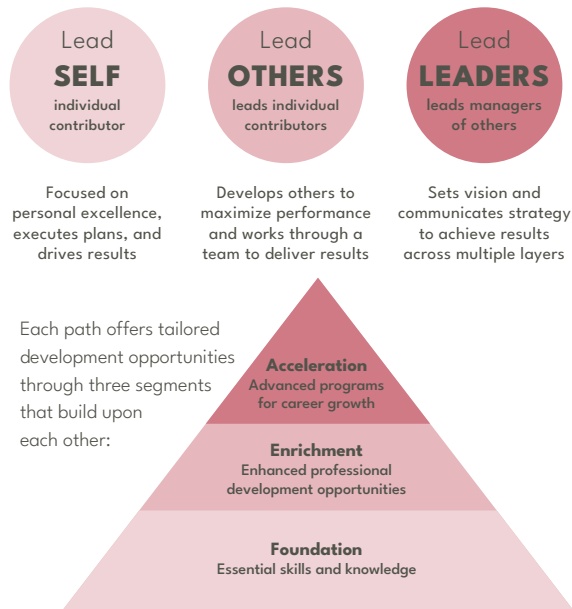 Lead
SELF
individual
contributor
Lead
OTHERS
leads individual
contributors
Lead
LEADERS
leads managers
of others
Focused on
personal excellence,
executes plans, and
drives results
Develops others to
maximize performance
and works through a
team to deliver results
Sets vision and
communicates strategy
to achieve results
across multiple layers
Each path offers tailored
development opportunities
through three segments
that build upon
each other:
Acceleration
Advanced programs
for career growth
Enrichment
Enhanced professional
development opportunities
Foundation
Essential skills and knowledge